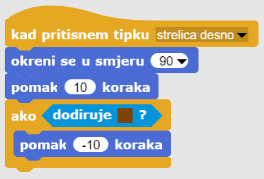 kad pritisnem tipku strelica desno
okreni se u smjeru 90
pomak 10 koraka
ako dodiruje ?
pomak -10 koraka